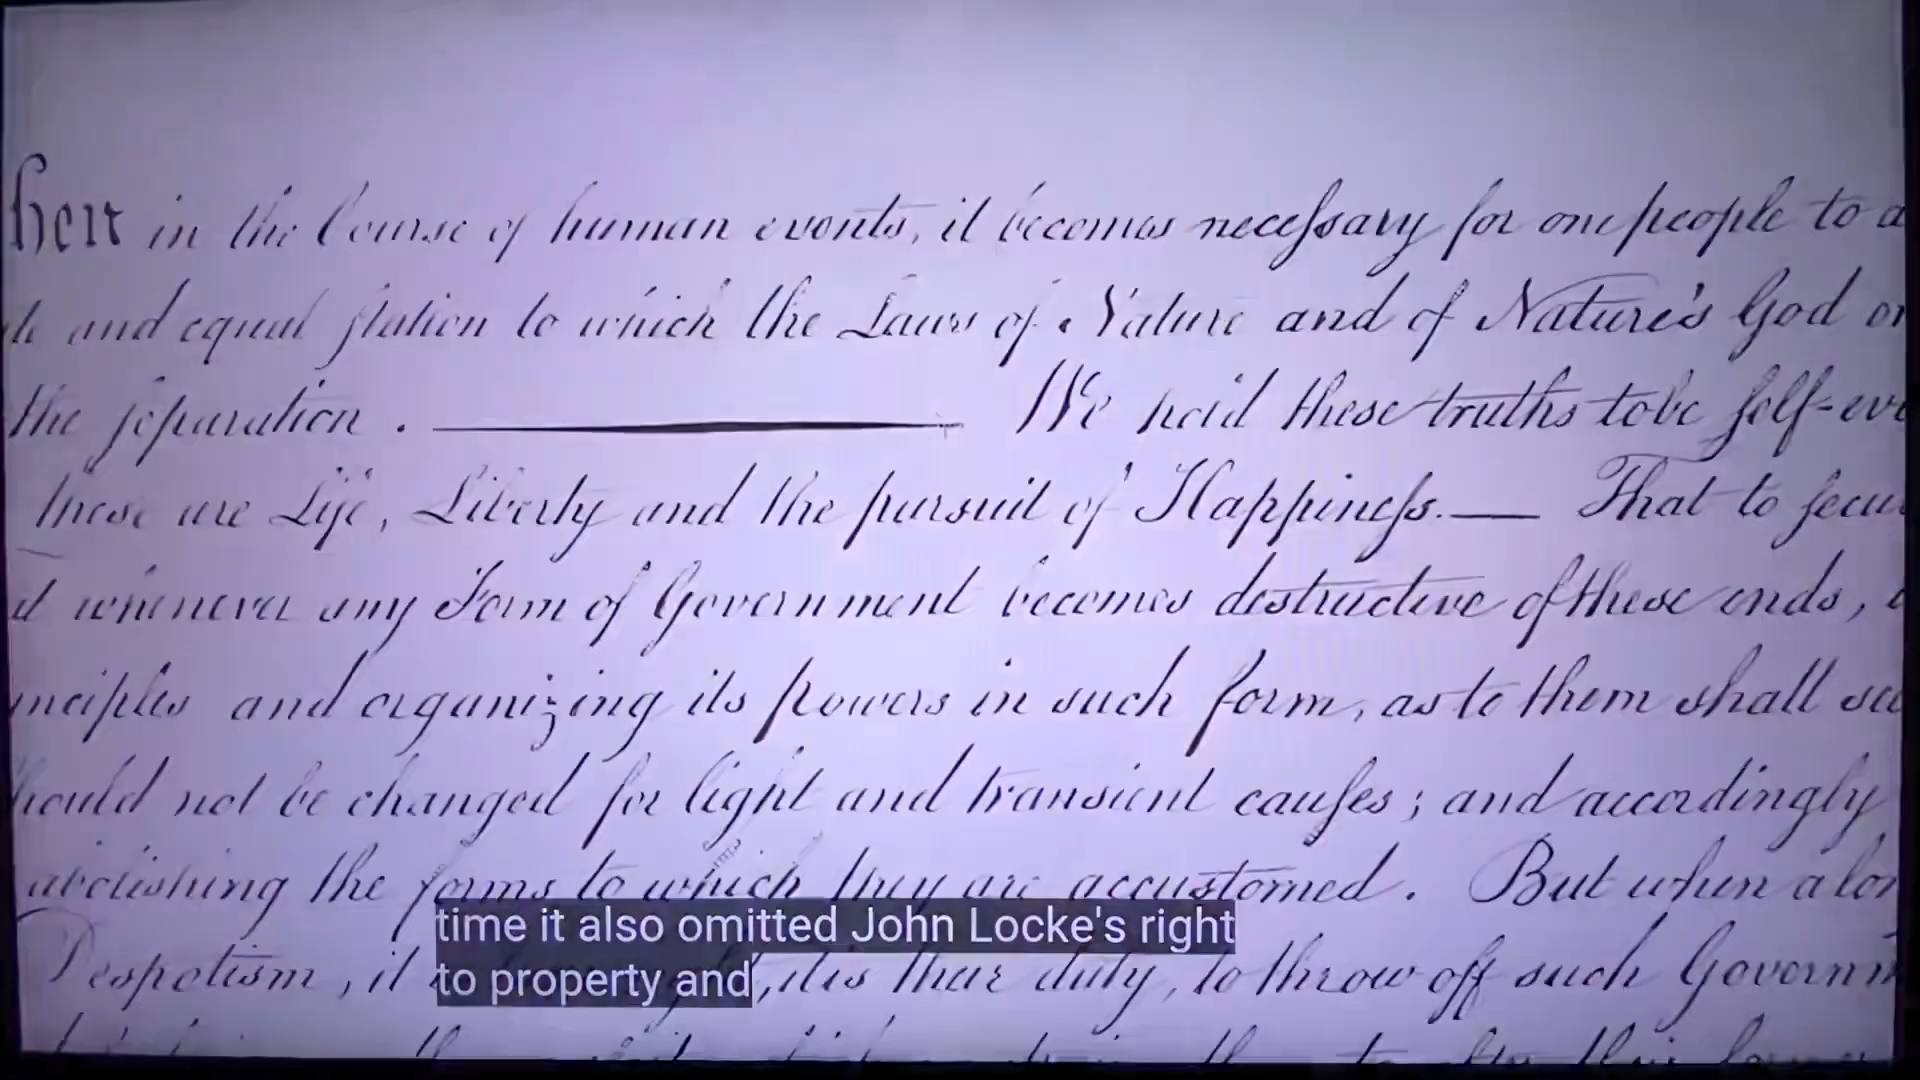 hen in the Course of human events, it becomes necessary for one people to
and equal station to which the Laws of Nature and of Nature's God
the separation. We hold these truths to be self-ev
these are Life, Liberty and the pursuit of Happiness.— That to secu
whenever any Form of Government becomes destructive of these ends,
nciples and organizing its powers in such form, as to them shall se
hould not be changed for light and transient causes; and accordingly
abolishing the forms to which they are accustomed. But when a lon
time it also omitted John Locke's right
to property and
Despotism, it , it is their duty, to throw off such Governm